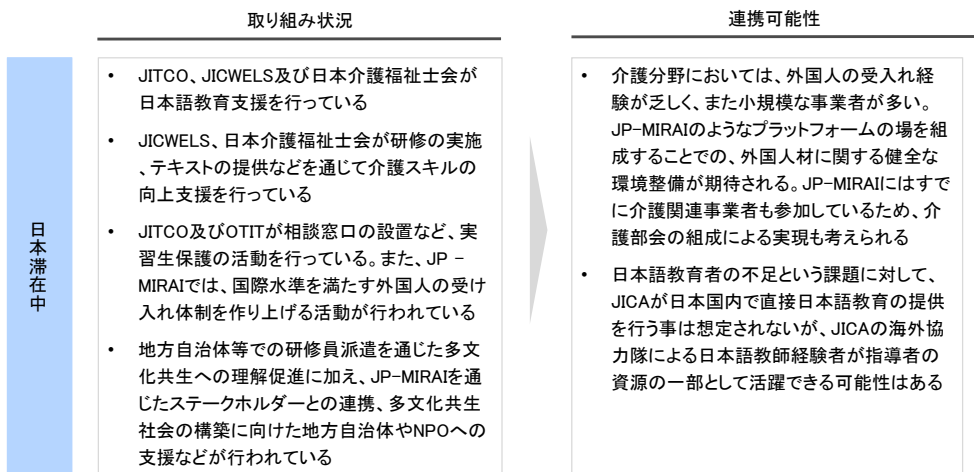 取り組み状況
連携可能性
日本滞在中
• JITCO、JICWELS及び日本介護福祉士会が
日本語教育支援を行っている
• JICWELS、日本介護福祉士会が研修の実施
、テキストの提供などを通じて介護スキルの
向上支援を行っている
• JITCO及びOTITが相談窓口の設置など、実
習生保護の活動を行っている。また、JP -
MIRAIでは、国際水準を満たす外国人の受け
入れ体制を作り上げる活動が行われている
• 地方自治体等での研修員派遣を通じた多文
化共生への理解促進に加え、JP-MIRAIを通
じたステークホルダーとの連携、多文化共生
社会の構築に向けた地方自治体やNPOへの
支援などが行われている
• 介護分野においては、外国人の受入れ経
験が乏しく、また小規模な事業者が多い。
JP-MIRAIのようなプラットフォームの場を組
成することでの、外国人材に関する健全な
環境整備が期待される。JP-MIRAIにはすで
に介護関連事業者も参加しているため、介
護部会の組成による実現も考えられる
• 日本語教育者の不足という課題に対して、
JICAが日本国内で直接日本語教育の提供
を行う事は想定されないが、JICAの海外協
力隊による日本語教師経験者が指導者の
資源の一部として活躍できる可能性はある